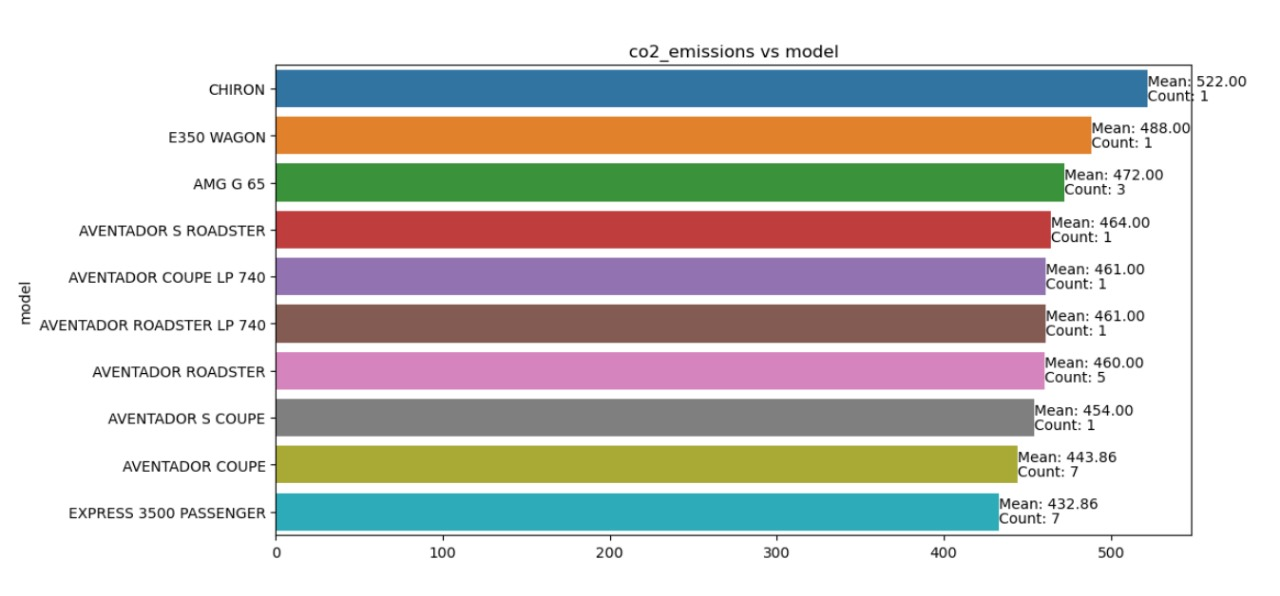 co2_emissions vs model
CHIRON
Mean: 522.00
Count: 1
E350 WAGON
Mean: 488.00
Count: 1
AMG G 65
Mean: 472.00
Count: 3
AVENTADOR S ROADSTER
Mean: 464.00
Count: 1
AVENTADOR COUPE LP 740
Mean: 461.00
Count: 1
model
AVENTADOR ROADSTER LP 740
Mean: 461.00
Count: 1
AVENTADOR ROADSTER
Mean: 460.00
Count: 5
AVENTADOR S COUPE
Mean: 454.00
Count: 1
AVENTADOR COUPE
Mean: 443.86
Count: 7
EXPRESS 3500 PASSENGER
Mean: 432.86
Count: 7
0 100 200 300 400 500